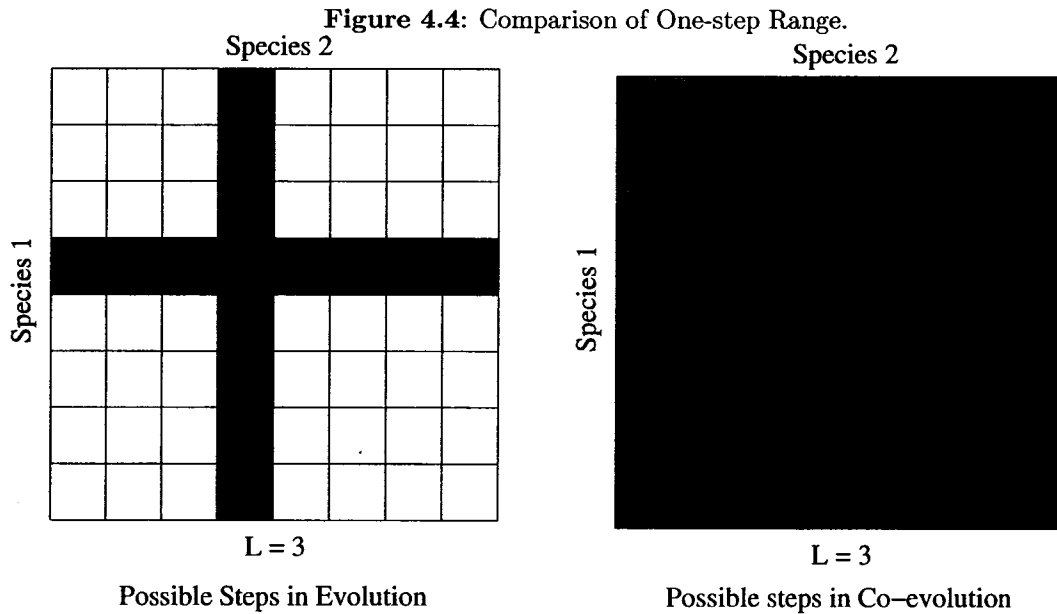 Figure 4.4: Comparison of One-step Range.
Species 2
Species 1
L = 3
Possible Steps in Evolution
Species 2
Species 1
L = 3
Possible steps in Co–evolution